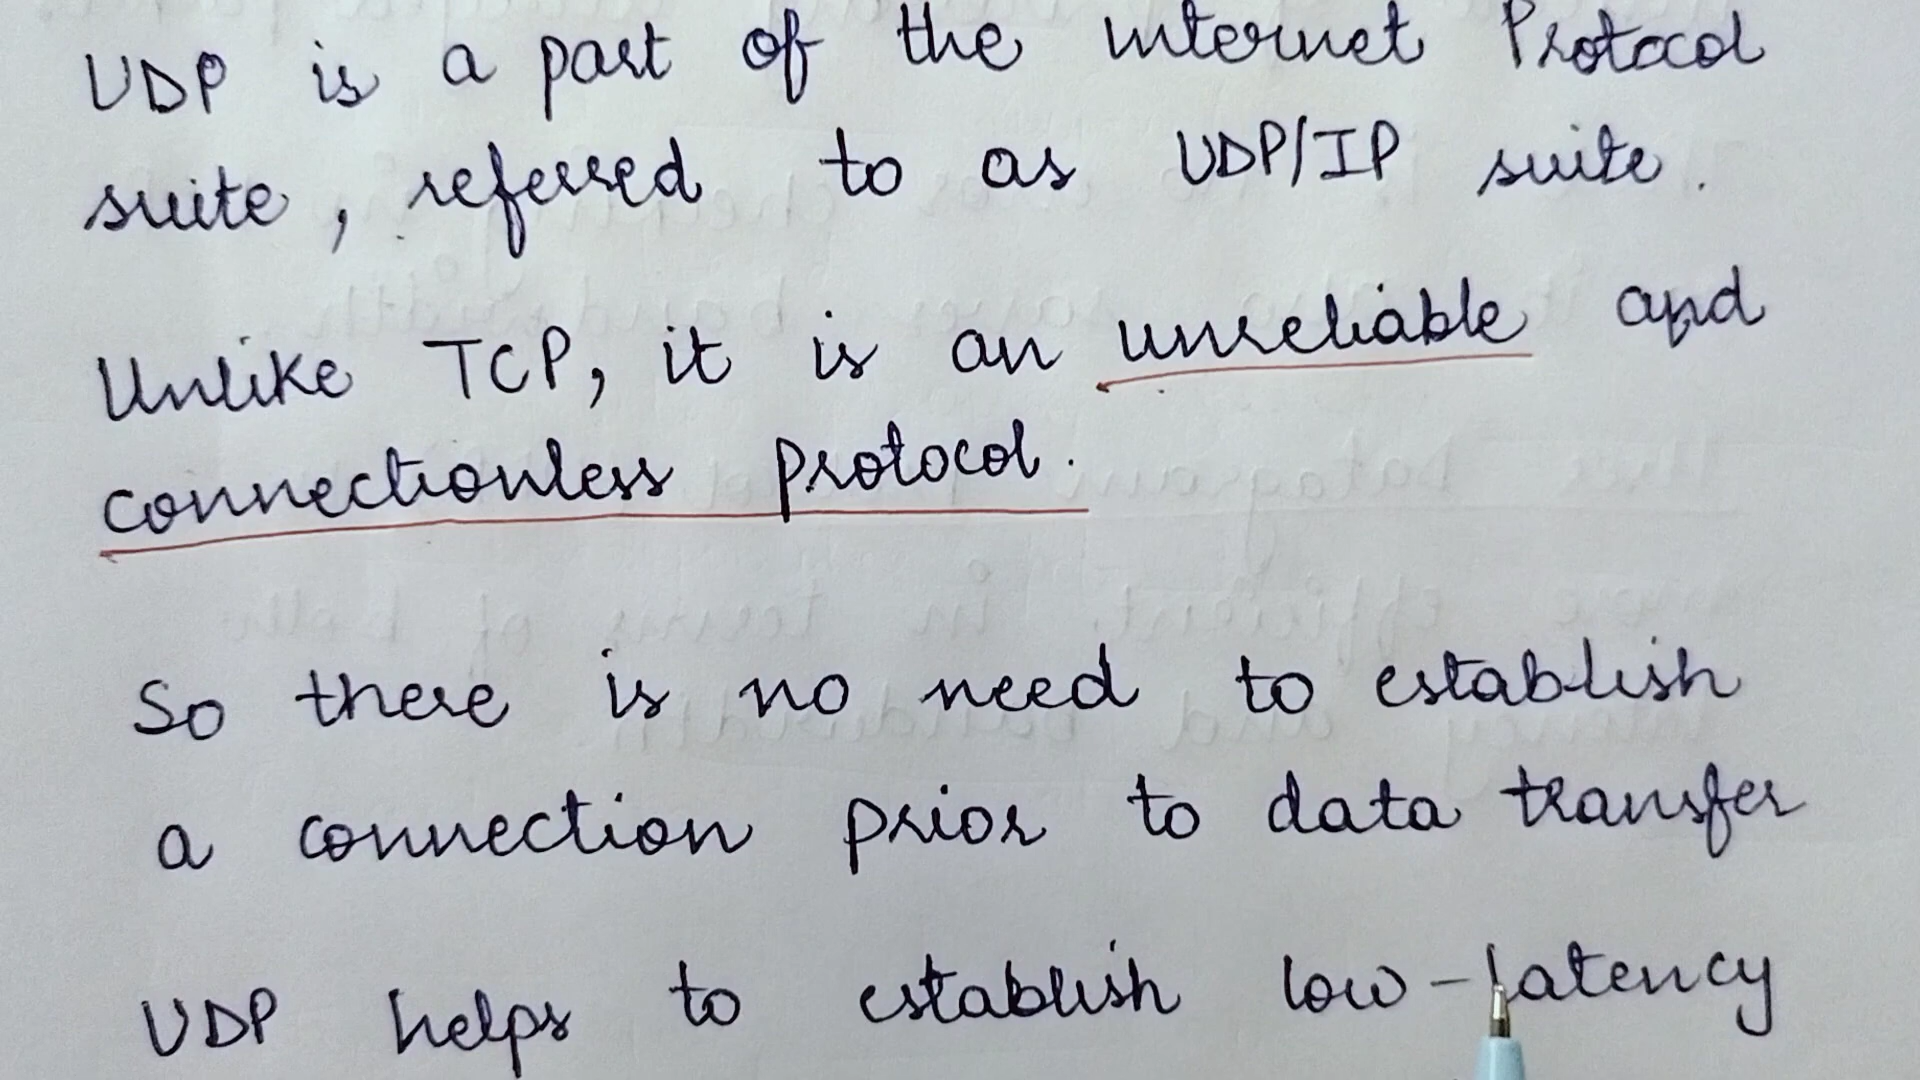 UDP is a part of the internet Protocol
suite, referred to as UDP/IP suite.
Unlike TCP, it is an unreliable and
connectionless protocol.
So there is no need to establish
a connection prior to data transfer
UDP helps to establish low-latency